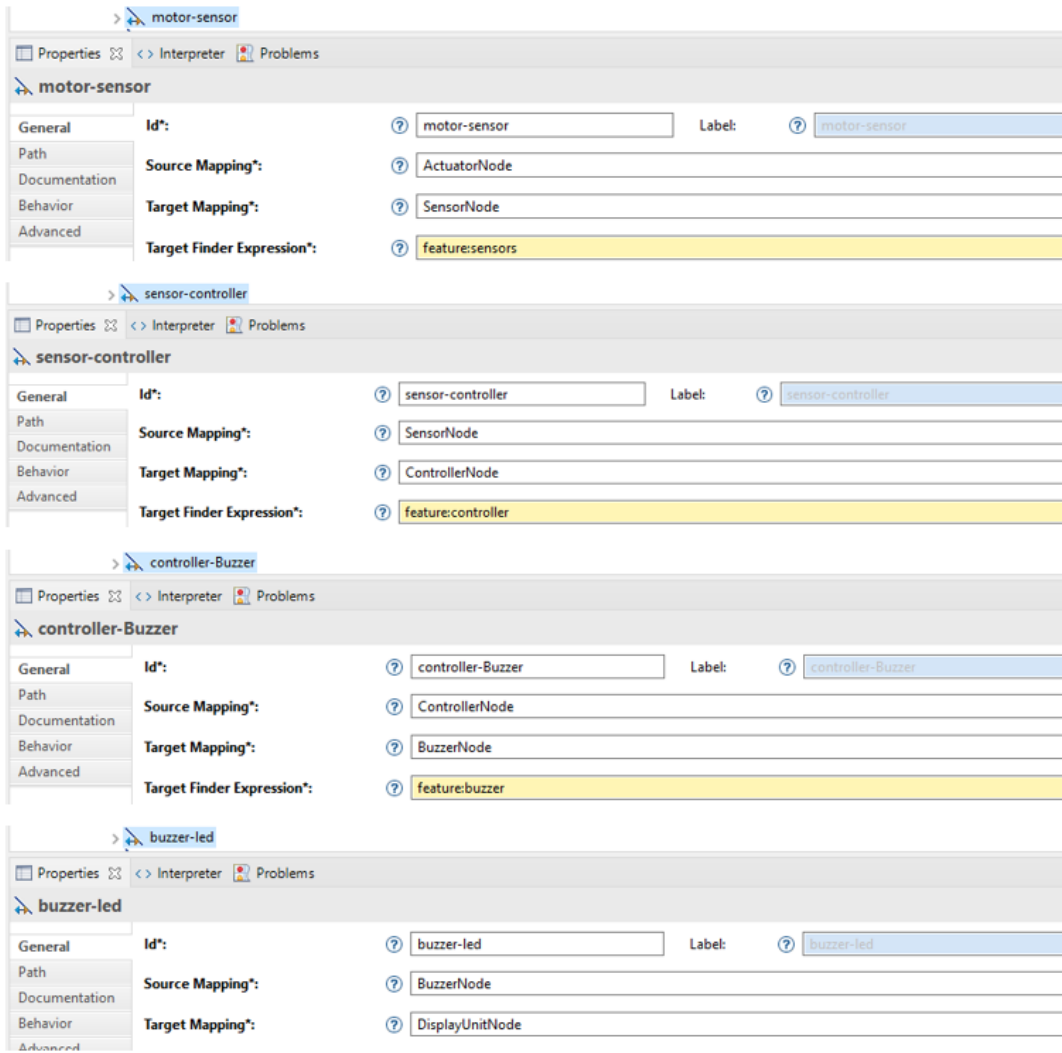 motor-sensor
Properties <> Interpreter Problems
motor-sensor
General Id*: motor-sensor Label: motor-sensor
Path
Source Mapping*: ActuatorNode
Documentation
Behavior Target Mapping*: SensorNode
Advanced
Target Finder Expression*: feature:sensors
sensor-controller
Properties <> Interpreter Problems
sensor-controller
General Id*: sensor-controller Label: sensor-controller
Path
Source Mapping*: SensorNode
Documentation
Behavior Target Mapping*: ControllerNode
Advanced
Target Finder Expression*: feature:controller
controller-Buzzer
Properties <> Interpreter Problems
controller-Buzzer
General Id*: controller-Buzzer Label: controller-Buzzer
Path
Source Mapping*: ControllerNode
Documentation
Behavior Target Mapping*: BuzzerNode
Advanced
Target Finder Expression*: feature:buzzer
buzzer-led
Properties <> Interpreter Problems
buzzer-led
General Id*: buzzer-led Label: buzzer-led
Path
Source Mapping*: BuzzerNode
Documentation
Behavior Target Mapping*: DisplayUnitNode
Advanced